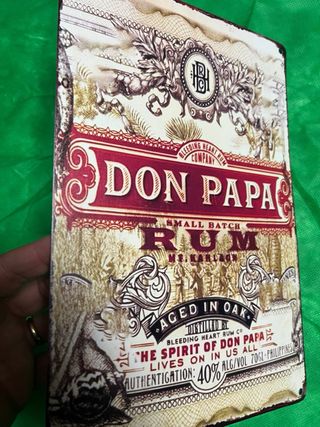 BH
BLEEDING HEART RUM
COMPANY
DON PAPA
SMALL BATCH
RUM
MT. KANLAON
AGED IN OAK
DISTILLED BY
BLEEDING HEART RUM CO
THE SPIRIT OF DON PAPA
LIVES ON IN US ALL
AUTHENTICATION: 40% ALC/VOL 70CL PHILIPPINES